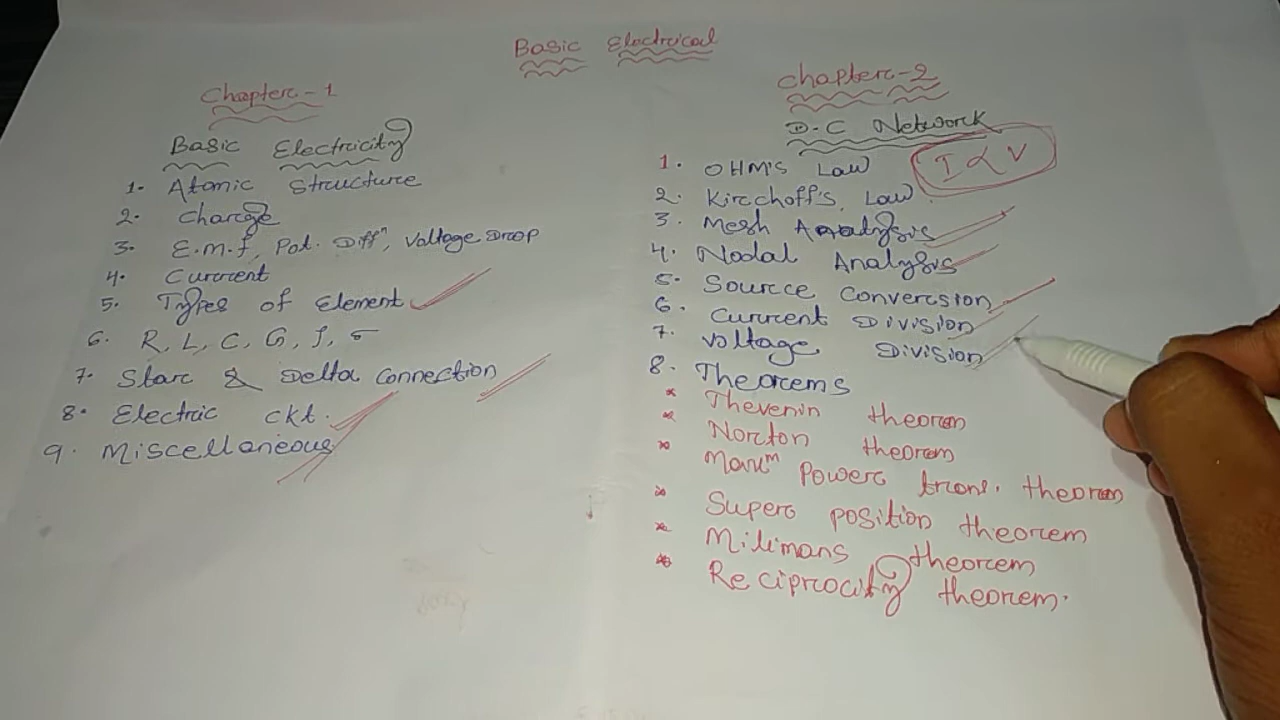 Basic Electrical
Chapter-1
Basic Electricity
1. Atomic Structure
2. Charge
3. E.m.f, Pot. Diffⁿ, Voltage Drop
4. Current
5. Types of Element
6. R, L, C, G, J, σ
7. Star & Delta Connection
8. Electric ckt.
9. Miscellaneous
Chapter-2
D.C Network
1. OHM'S Law
I ∝ V
2. Kirchoff's Law
3. Mesh Analysis
4. Nodal Analysis
5. Source Conversion
6. Current Division
7. Voltage Division
8. Theorems
* Thevenin theorem
* Norton theorem
* Maxᵐ Power trans. theorem
* Super position theorem
* Milimans theorem
* Reciprocity theorem.